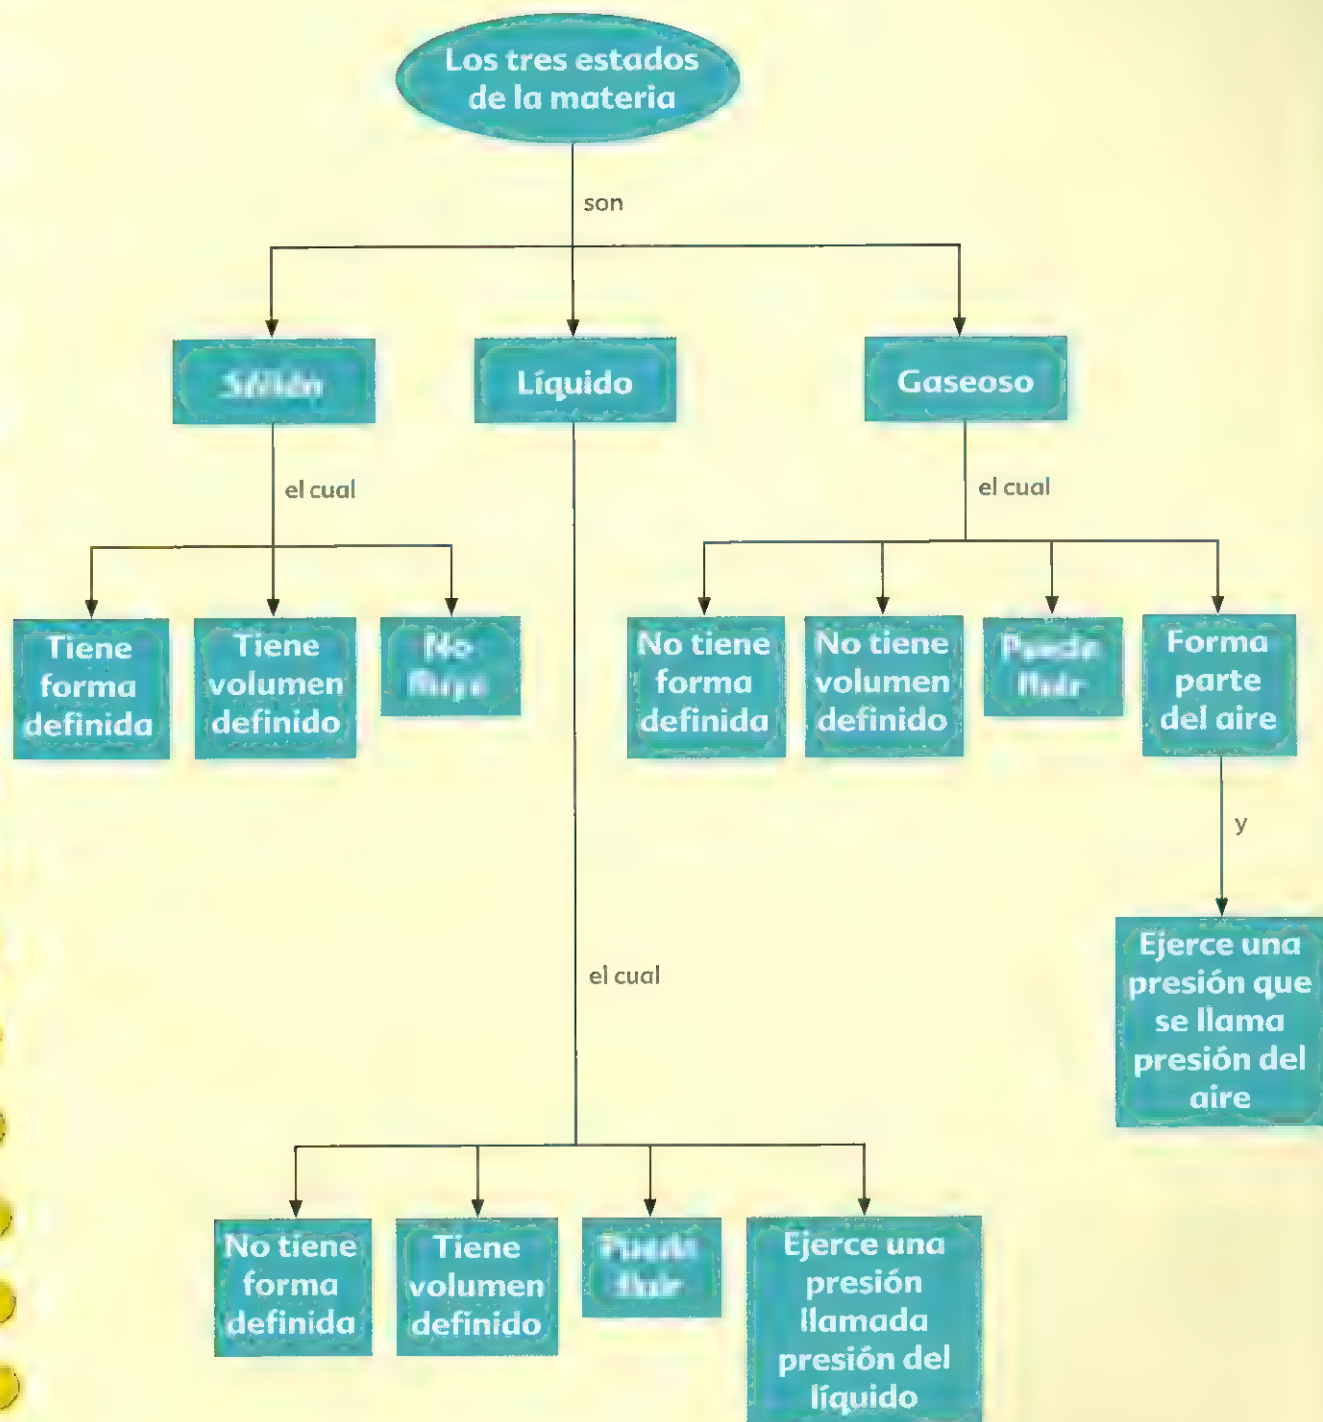 Los tres estados
de la materia
son
Líquido
Gaseoso
el cual
el cual
Tiene
forma
definida
Tiene
volumen
definido
No
No tiene
forma
definida
No tiene
volumen
definido
Forma
parte
del aire
y
Ejerce una
presión que
se llama
presión del
aire
el cual
No tiene
forma
definida
Tiene
volumen
definido
Ejerce una
presión
llamada
presión del
líquido